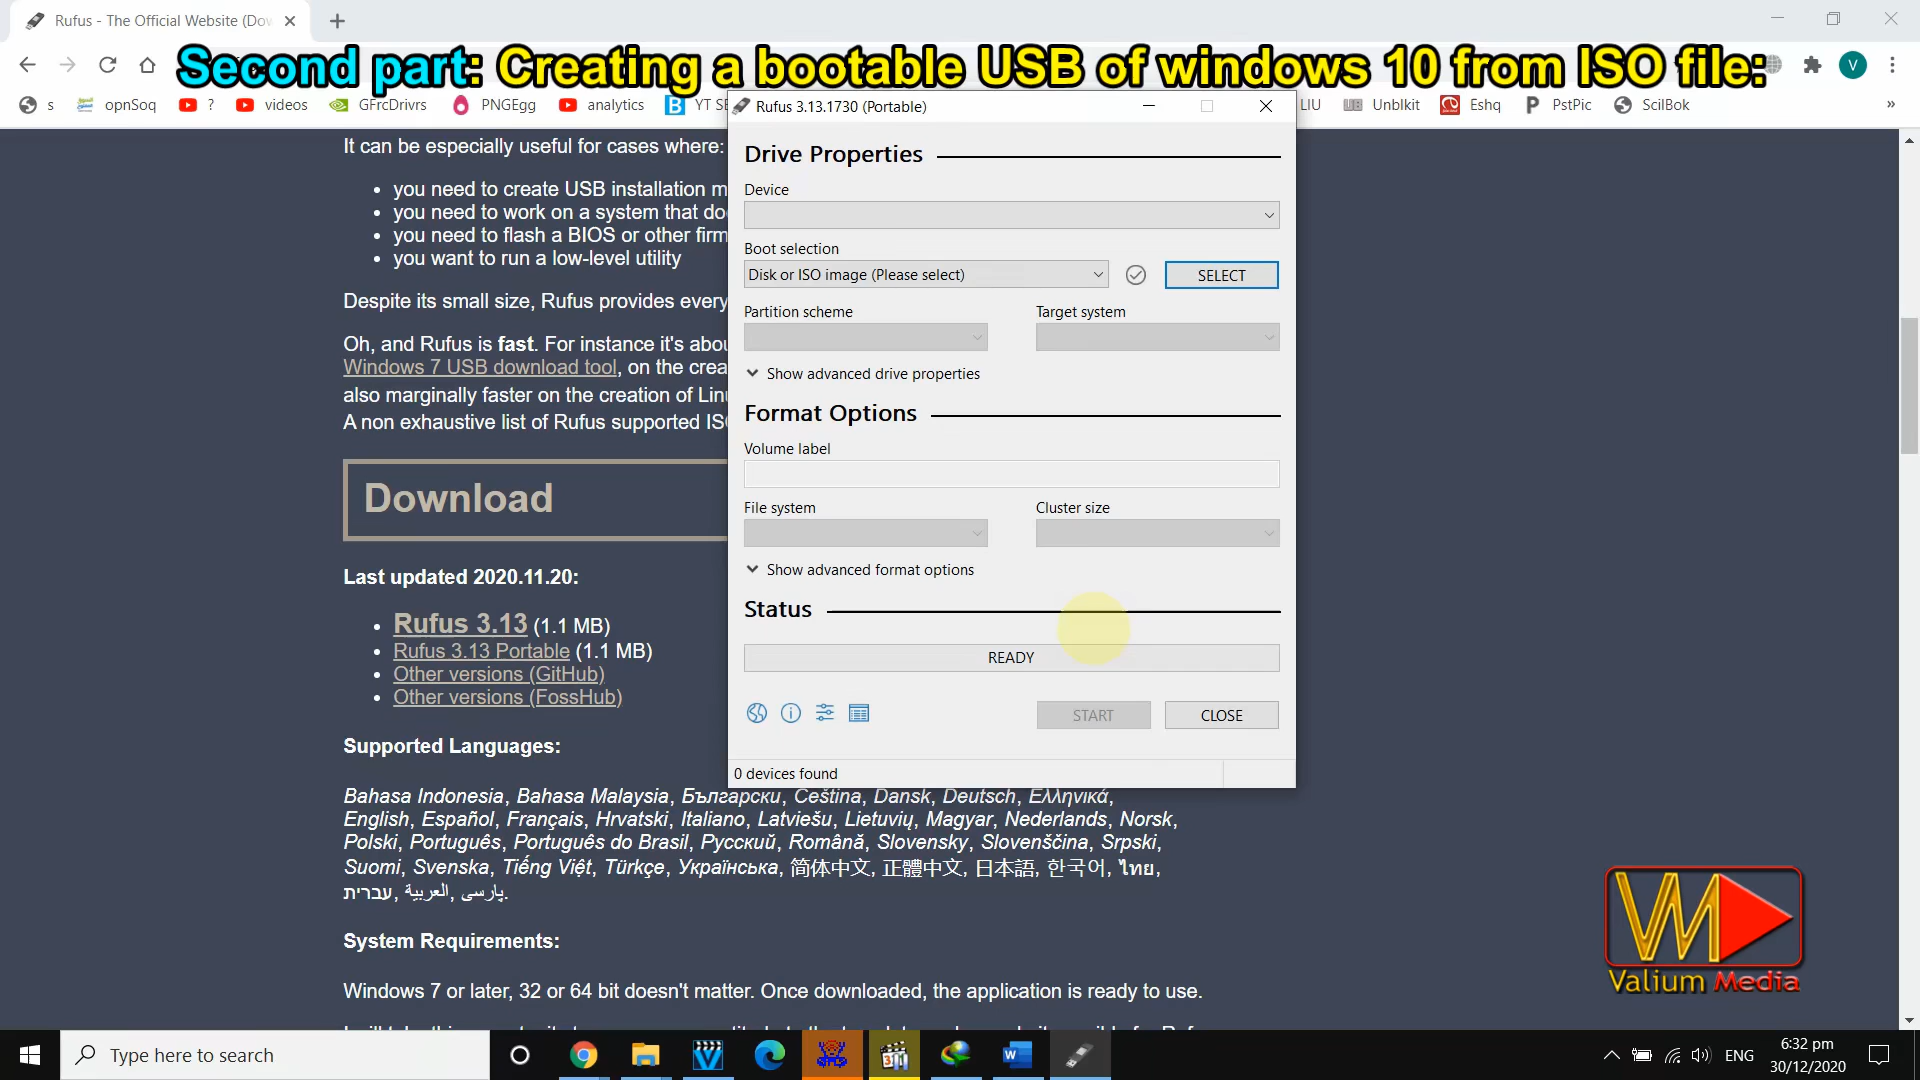 Rufus - The Official Website (Dow
Second part: Creating a bootable USB of windows 10 from ISO file:
V
s
opnSoq
?
videos
GFrcDrivrs
PNGEgg
analytics
YT SE
LIU
Unblkit
Eshq
PstPic
ScilBok
»
Rufus 3.13.1730 (Portable)
Drive Properties
Device
Boot selection
Disk or ISO image (Please select)
SELECT
Partition scheme
Target system
Show advanced drive properties
Format Options
Volume label
File system
Cluster size
Show advanced format options
Status
READY
START
CLOSE
0 devices found
It can be especially useful for cases where:
you need to create USB installation m
you need to work on a system that doe
you need to flash a BIOS or other firm
you want to run a low-level utility
Despite its small size, Rufus provides every
Oh, and Rufus is fast. For instance it's abou
Windows 7 USB download tool, on the crea
also marginally faster on the creation of Linu
A non exhaustive list of Rufus supported ISO
Download
Last updated 2020.11.20:
Rufus 3.13 (1.1 MB)
Rufus 3.13 Portable (1.1 MB)
Other versions (GitHub)
Other versions (FossHub)
Supported Languages:
Bahasa Indonesia, Bahasa Malaysia, Български, Čeština, Dansk, Deutsch, Ελληνικά,
English, Español, Français, Hrvatski, Italiano, Latviešu, Lietuvių, Magyar, Nederlands, Norsk,
Polski, Português, Português do Brasil, Русский, Română, Slovensky, Slovenščina, Srpski,
Suomi, Svenska, Tiếng Việt, Türkçe, Українська, 简体中文, 正體中文, 日本語, 한국어, ไทย,
עברית, العربية, پارسی.
System Requirements:
Windows 7 or later, 32 or 64 bit doesn't matter. Once downloaded, the application is ready to use.
VM
Valium Media
Type here to search
ENG
6:32 pm
30/12/2020